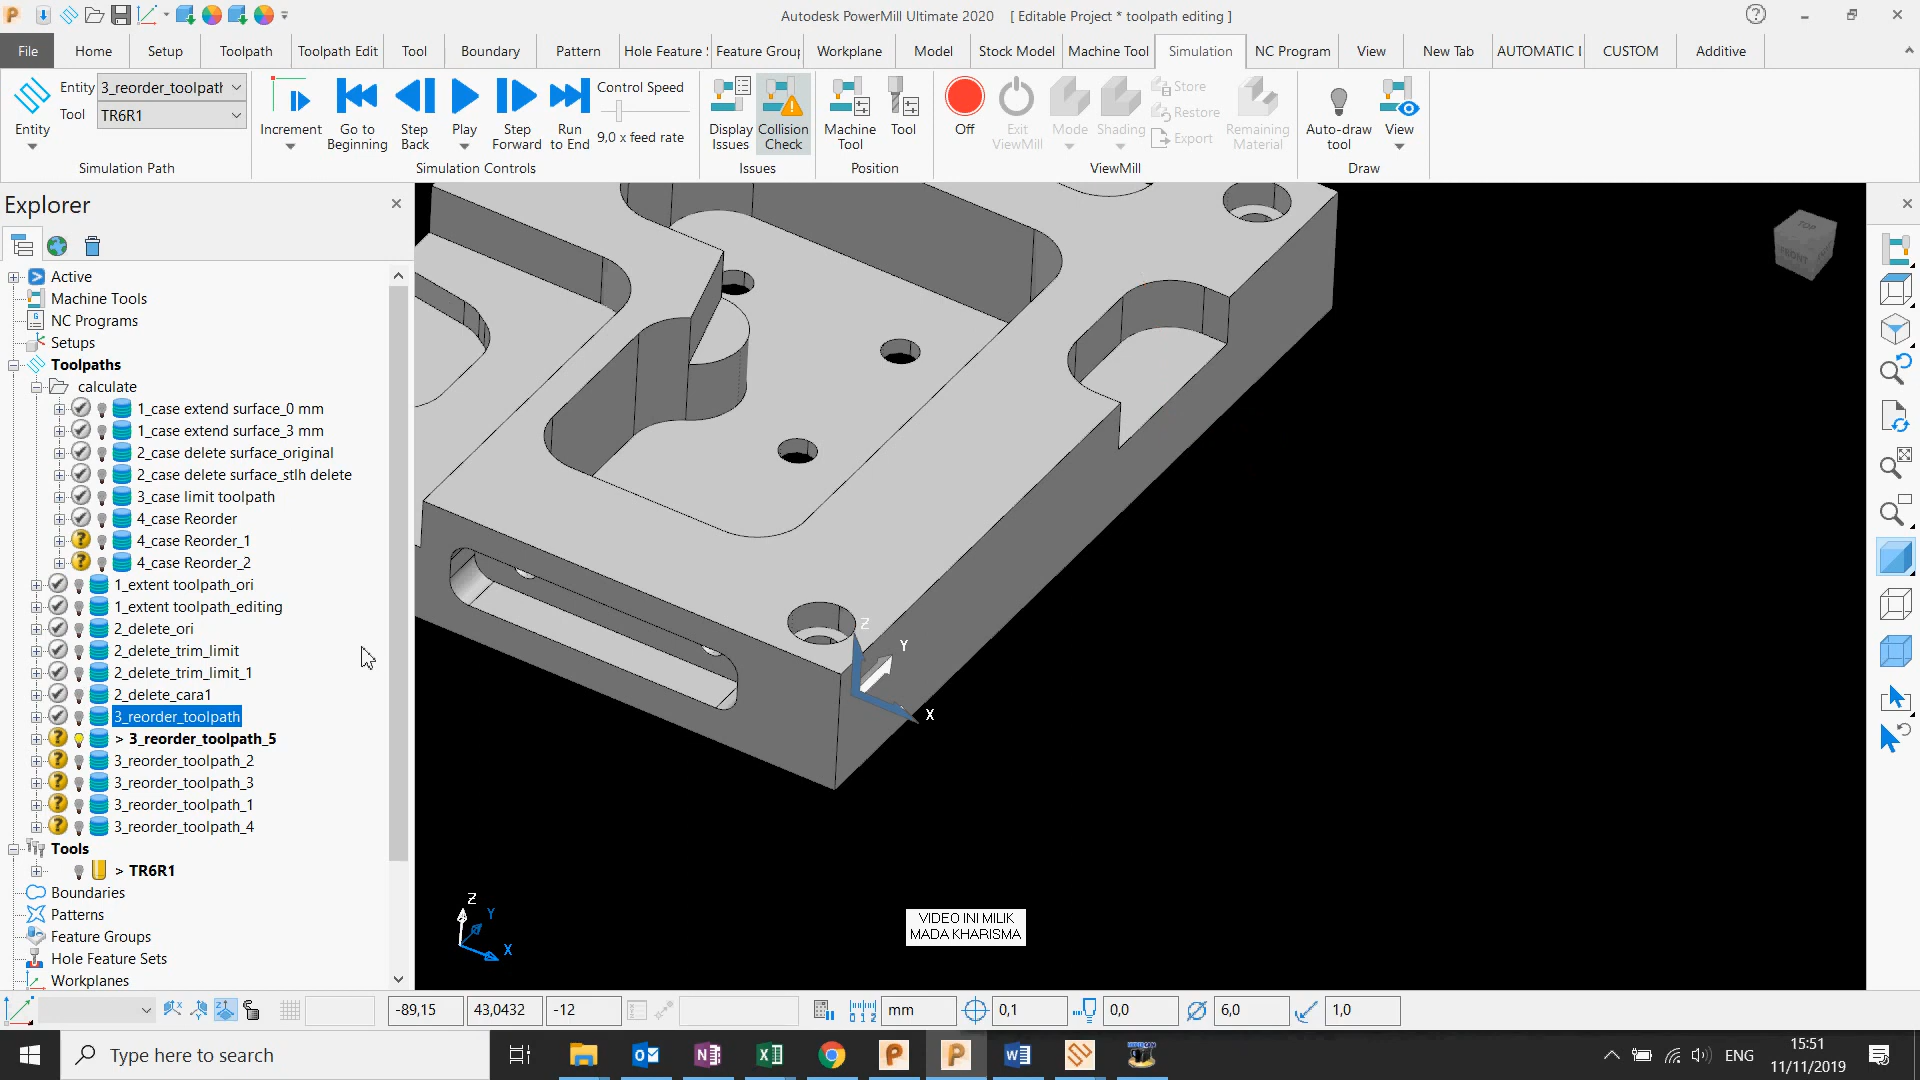 Autodesk PowerMill Ultimate 2020 [ Editable Project * toolpath editing ]
File Home Setup Toolpath Toolpath Edit Tool Boundary Pattern Hole Feature Feature Group Workplane Model Stock Model Machine Tool Simulation NC Program View New Tab AUTOMATIC CUSTOM Additive
Entity 3_reorder_toolpath
Tool TR6R1
Entity
Increment
Go to Beginning
Step Back
Play
Step Forward
Run to End
Control Speed
9,0 x feed rate
Display Issues
Collision Check
Machine Tool
Tool
Off
Exit ViewMill
Mode
Shading
Store
Restore
Export
Remaining Material
Auto-draw tool
View
Simulation Path
Simulation Controls
Issues
Position
ViewMill
Draw
Explorer
Active
Machine Tools
NC Programs
Setups
Toolpaths
calculate
1_case extend surface_0 mm
1_case extend surface_3 mm
2_case delete surface_original
2_case delete surface_stlh delete
3_case limit toolpath
4_case Reorder
4_case Reorder_1
4_case Reorder_2
1_extent toolpath_ori
1_extent toolpath_editing
2_delete_ori
2_delete_trim_limit
2_delete_trim_limit_1
2_delete_cara1
3_reorder_toolpath
> 3_reorder_toolpath_5
3_reorder_toolpath_2
3_reorder_toolpath_3
3_reorder_toolpath_1
3_reorder_toolpath_4
Tools
> TR6R1
Boundaries
Patterns
Feature Groups
Hole Feature Sets
Workplanes
TOP
FRONT
Z
Y
X
Z
Y
X
VIDEO INI MILIK
MADA KHARISMA
-89,15 43,0432 -12 mm 0,1 0,0 6,0 1,0
Type here to search
ENG
15:51
11/11/2019